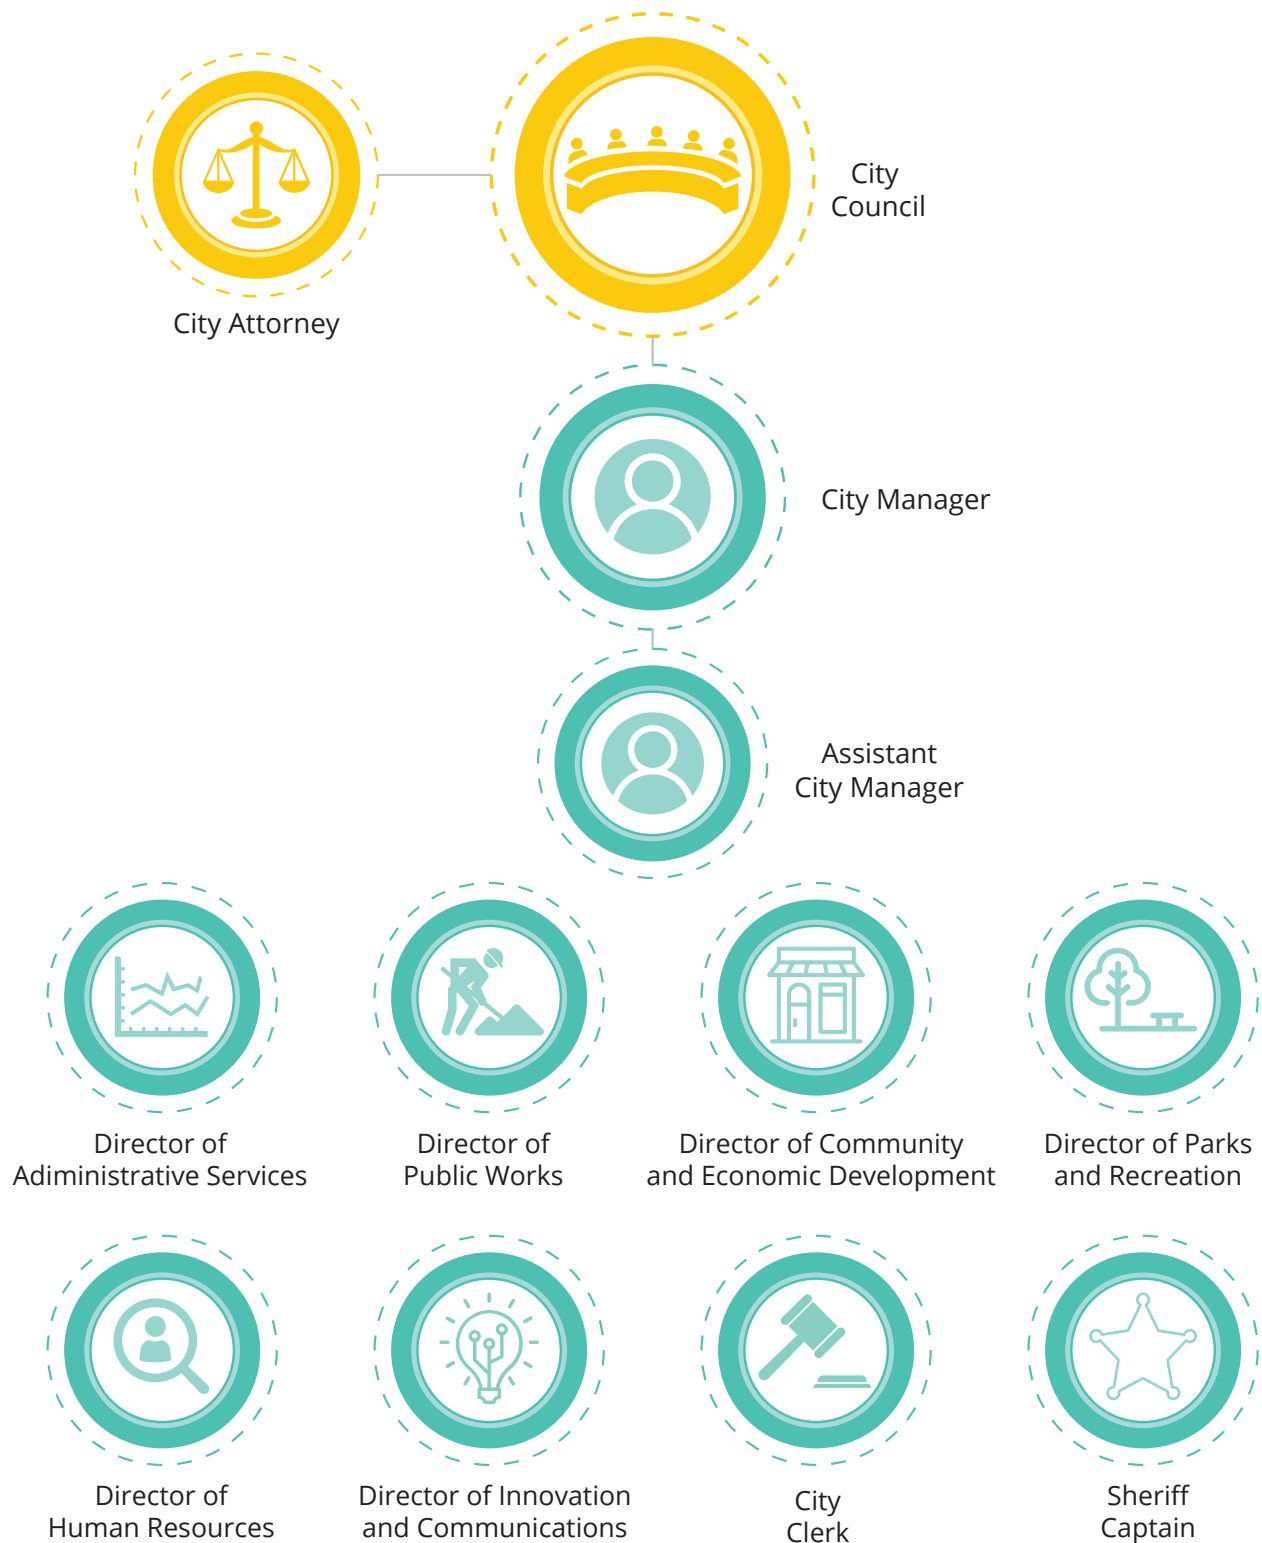 City
Council
City Attorney
City Manager
Assistant
City Manager
Director of
Adiministrative Services
Director of
Public Works
Director of Community
and Economic Development
Director of Parks
and Recreation
Director of
Human Resources
Director of Innovation
and Communications
City
Clerk
Sheriff
Captain